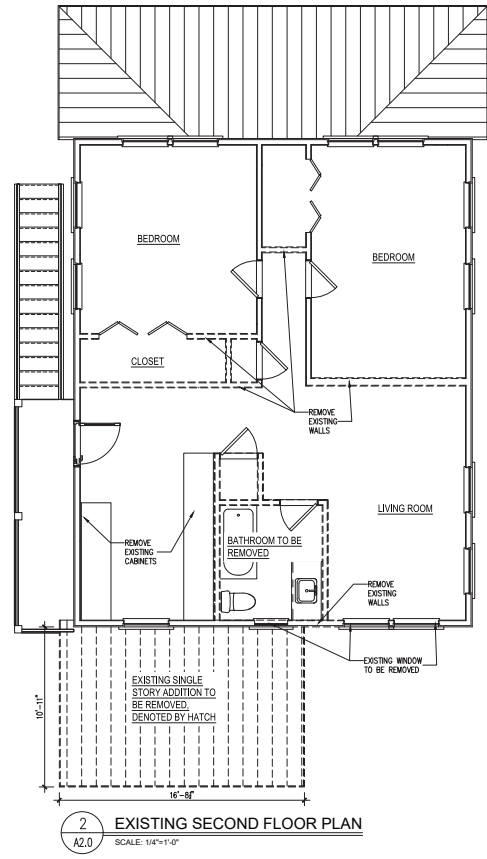 BEDROOM
BEDROOM
CLOSET
REMOVE
EXISTING
WALLS
LIVING ROOM
REMOVE
EXISTING
CABINETS
BATHROOM TO BE
REMOVED
REMOVE
EXISTING
WALLS
EXISTING WINDOW
TO BE REMOVED
EXISTING SINGLE
STORY ADDITION TO
BE REMOVED,
DENOTED BY HATCH
10'-11"
2
A2.0
EXISTING SECOND FLOOR PLAN
SCALE: 1/4"=1'-0"